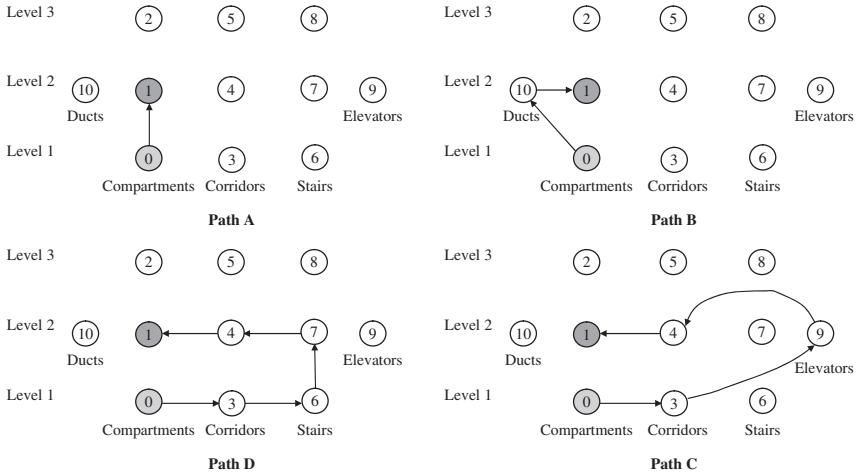 Level 3 2 5 8
Level 2 10 1 4 7 9
Ducts Elevators
Level 1 0 3 6
Compartments Corridors Stairs
Path A
Level 3 2 5 8
Level 2 10 1 4 7 9
Ducts Elevators
Level 1 0 3 6
Compartments Corridors Stairs
Path B
Level 3 2 5 8
Level 2 10 1 4 7 9
Ducts Elevators
Level 1 0 3 6
Compartments Corridors Stairs
Path D
Level 3 2 5 8
Level 2 10 1 4 7 9
Ducts Elevators
Level 1 0 3 6
Compartments Corridors Stairs
Path C